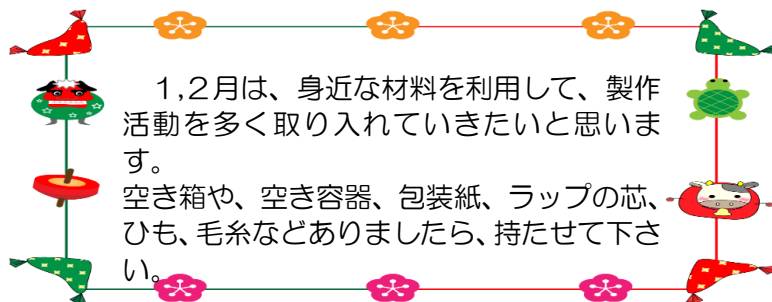 １,２月は、身近な材料を利用して、製作
活動を多く取り入れていきたいと思いま
す。
空き箱や、空き容器、包装紙、ラップの芯、
ひも、毛糸などありましたら、持たせて下さ
い。